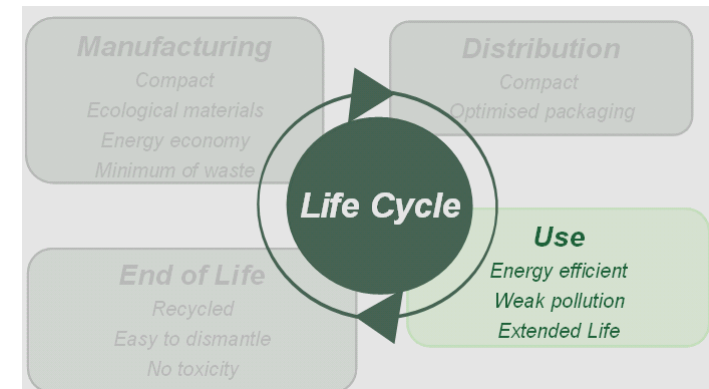 Manufacturing
Compact
Ecological materials
Energy economy
Minimum of waste
Distribution
Compact
Optimised packaging
Life Cycle
Use
Energy efficient
Weak pollution
Extended Life
End of Life
Recycled
Easy to dismantle
No toxicity